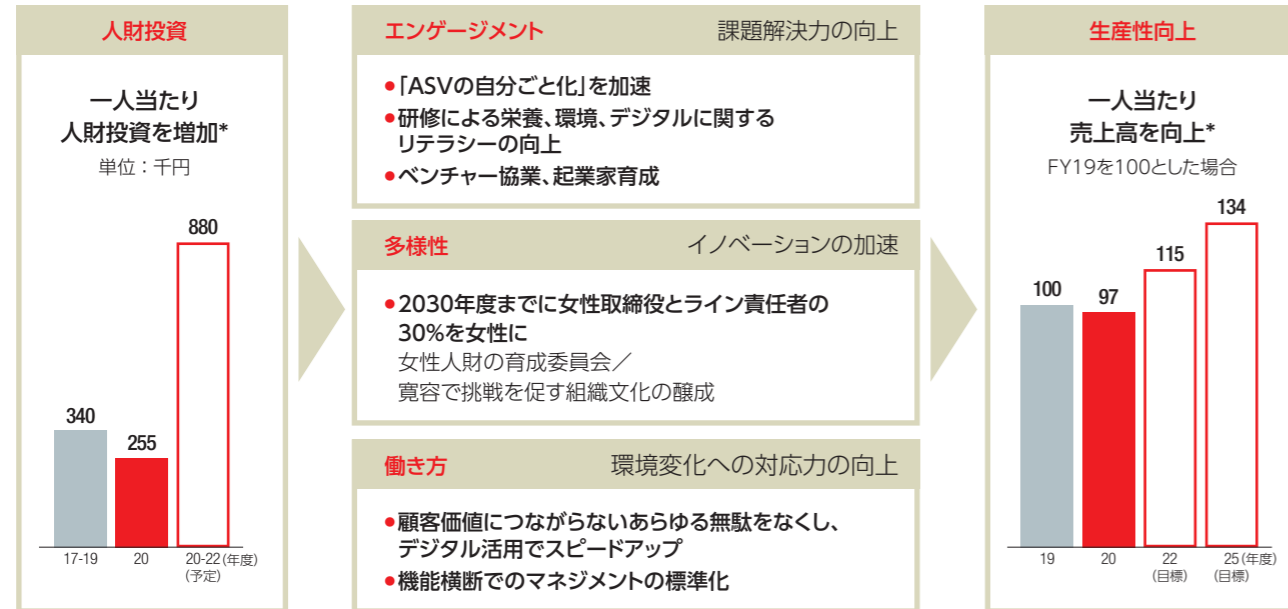 人財投資
一人当たり
人財投資を増加*
単位：千円
880
340
255
17-19
20
20-22(年度)
(予定)
エンゲージメント 課題解決力の向上
●「ASVの自分ごと化」を加速
●研修による栄養、環境、デジタルに関する
リテラシーの向上
●ベンチャー協業、起業家育成
多様性 イノベーションの加速
●2030年度までに女性取締役とライン責任者の
30%を女性に
女性人財の育成委員会／
寛容で挑戦を促す組織文化の醸成
働き方 環境変化への対応力の向上
●顧客価値につながらないあらゆる無駄をなくし、
デジタル活用でスピードアップ
●機能横断でのマネジメントの標準化
生産性向上
一人当たり
売上高を向上*
FY19を100とした場合
134
115
100
97
19
20
22
(目標)
25(年度)
(目標)